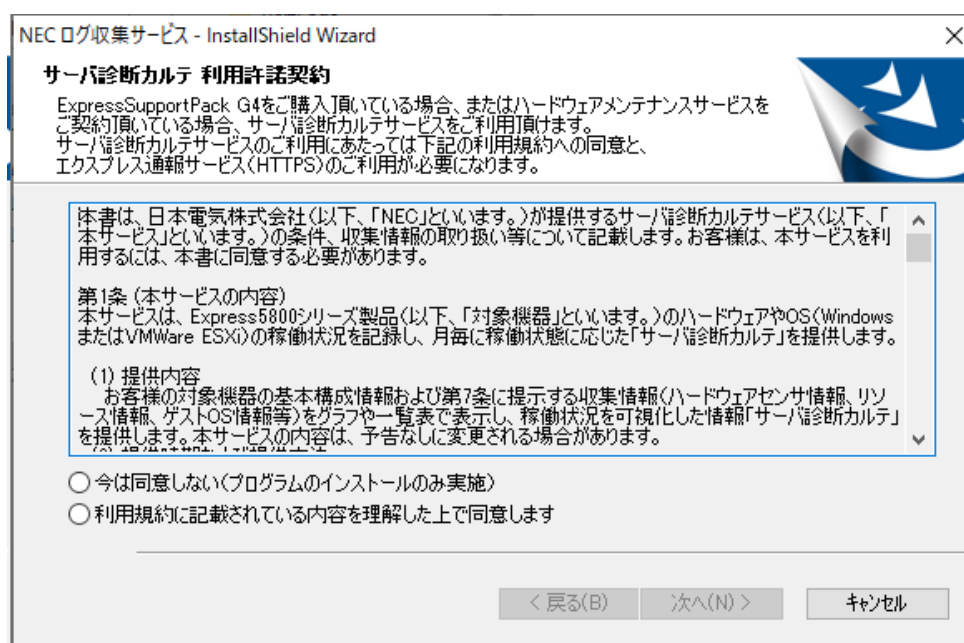 NEC ログ収集サービス - InstallShield Wizard
サーバ診断カルテ 利用許諾契約
ExpressSupportPack G4をご購入頂いている場合、またはハードウェアメンテナンスサービスを
ご契約頂いている場合、サーバ診断カルテサービスをご利用頂けます。
サーバ診断カルテサービスのご利用にあたっては下記の利用規約への同意と、
エクスプレス通報サービス(HTTPS)のご利用が必要になります。
本書は、日本電気株式会社(以下、「NEC」といいます。)が提供するサーバ診断カルテサービス(以下、「
本サービス」といいます。)の条件、収集情報の取り扱い等について記載します。お客様は、本サービスを利
用するには、本書に同意する必要があります。
第1条 (本サービスの内容)
本サービスは、Express5800シリーズ製品(以下、「対象機器」といいます。)のハードウェアやOS(Windows
またはVMWare ESXi)の稼働状況を記録し、月毎に稼働状態に応じた「サーバ診断カルテ」を提供します。
(1) 提供内容
お客様の対象機器の基本構成情報および第7条に提示する収集情報(ハードウェアセンサ情報、リソ
ース情報、ゲストOS情報等)をグラフや一覧表で表示し、稼働状況を可視化した情報「サーバ診断カルテ」
を提供します。本サービスの内容は、予告なしに変更される場合があります。
今は同意しない(プログラムのインストールのみ実施)
利用規約に記載されている内容を理解した上で同意します
< 戻る(B)
次へ(N) >
キャンセル